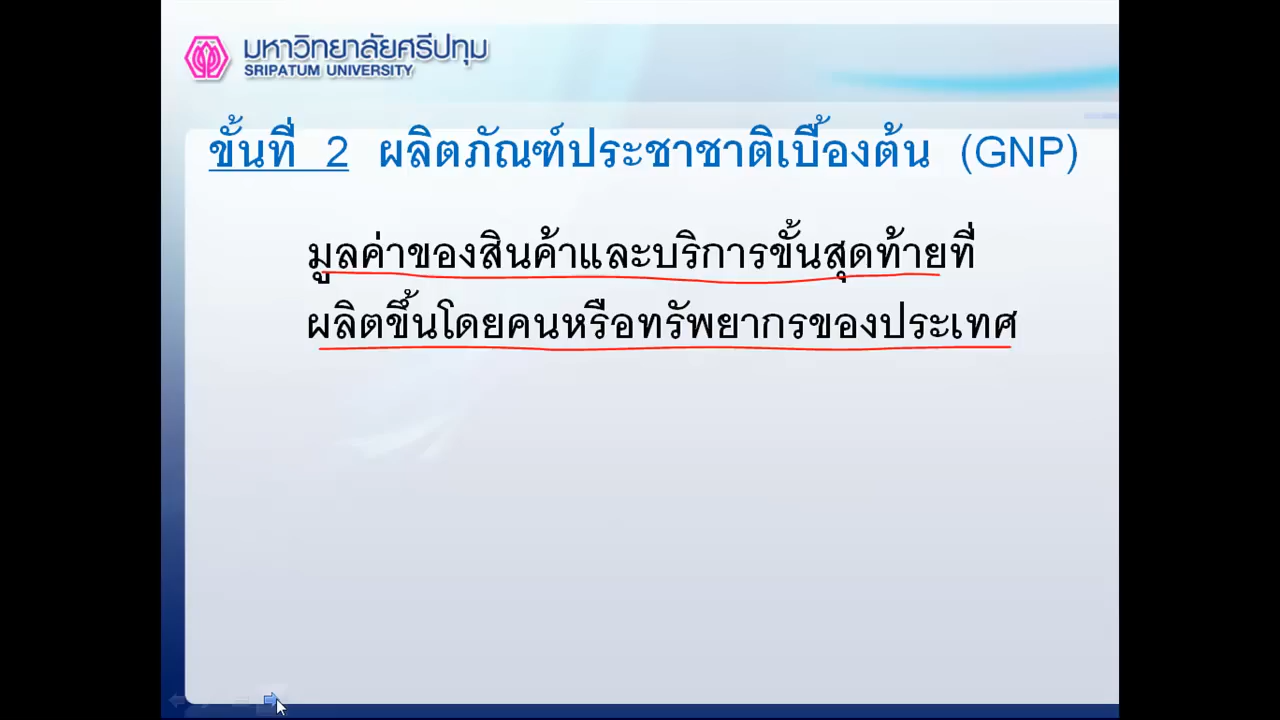 มหาวิทยาลัยศรีปทุม
SRIPATUM UNIVERSITY
ขั้นที่ 2 ผลิตภัณฑ์ประชาชาติเบื้องต้น (GNP)
มูลค่าของสินค้าและบริการขั้นสุดท้ายที่
ผลิตขึ้นโดยคนหรือทรัพยากรของประเทศ